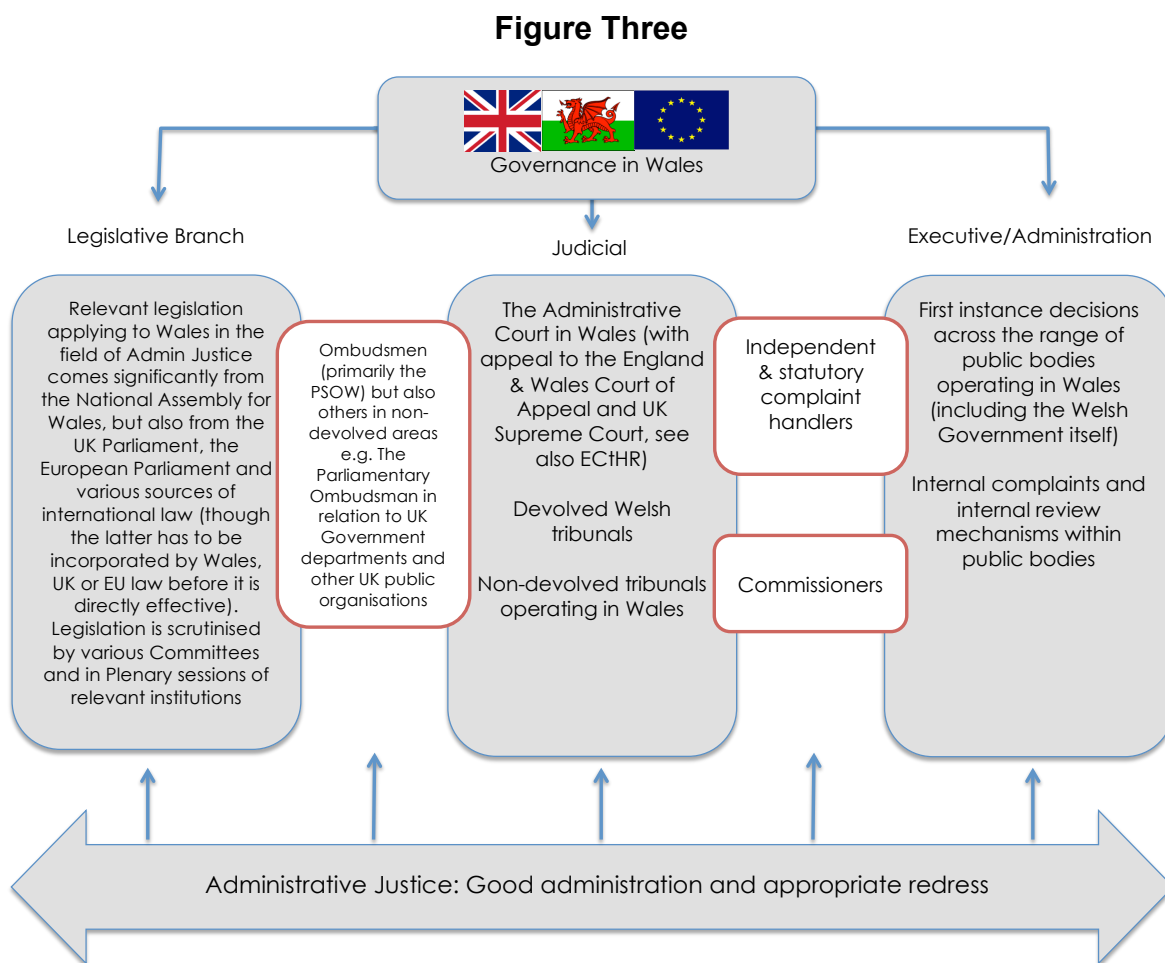 Figure Three
Governance in Wales
Legislative Branch
Judicial
Executive/Administration
Relevant legislation
applying to Wales in the
field of Admin Justice
comes significantly from
the National Assembly for
Wales, but also from the
UK Parliament, the
European Parliament and
various sources of
international law (though
the latter has to be
incorporated by Wales,
UK or EU law before it is
directly effective).
Legislation is scrutinised
by various Committees
and in Plenary sessions of
relevant institutions
Ombudsmen
(primarily the
PSOW) but also
others in non-
devolved areas
e.g. The
Parliamentary
Ombudsman in
relation to UK
Government
departments and
other UK public
organisations
The Administrative
Court in Wales (with
appeal to the England
& Wales Court of
Appeal and UK
Supreme Court, see
also ECtHR)
Devolved Welsh
tribunals
Non-devolved tribunals
operating in Wales
Independent
& statutory
complaint
handlers
Commissioners
First instance decisions
across the range of
public bodies
operating in Wales
(including the Welsh
Government itself)
Internal complaints and
internal review
mechanisms within
public bodies
Administrative Justice: Good administration and appropriate redress